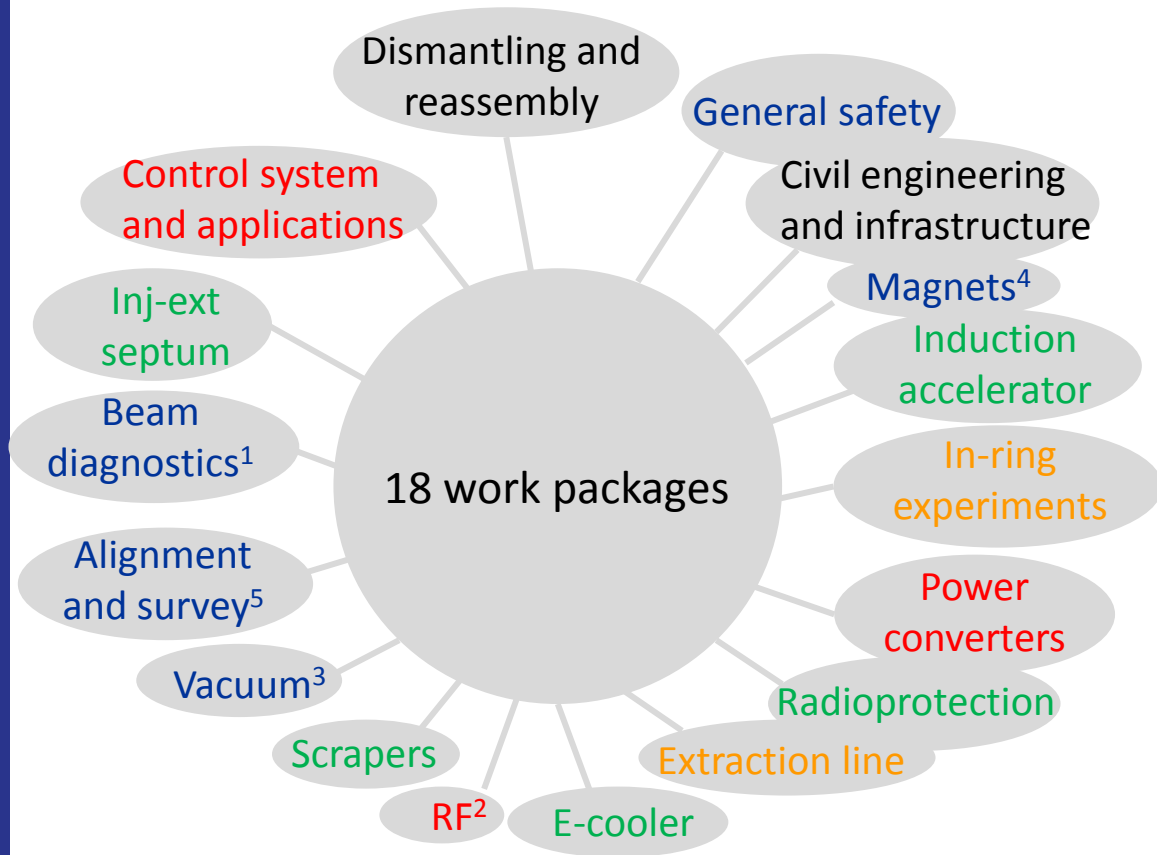 Dismantling and
reassembly
General safety
Control system
and applications
Civil engineering
and infrastructure
Magnets⁴
Inj-ext
septum
Induction
accelerator
Beam
diagnostics¹
In-ring
experiments
18 work packages
Alignment
and survey⁵
Power
converters
Vacuum³
Radioprotection
Scrapers
Extraction line
RF²
E-cooler